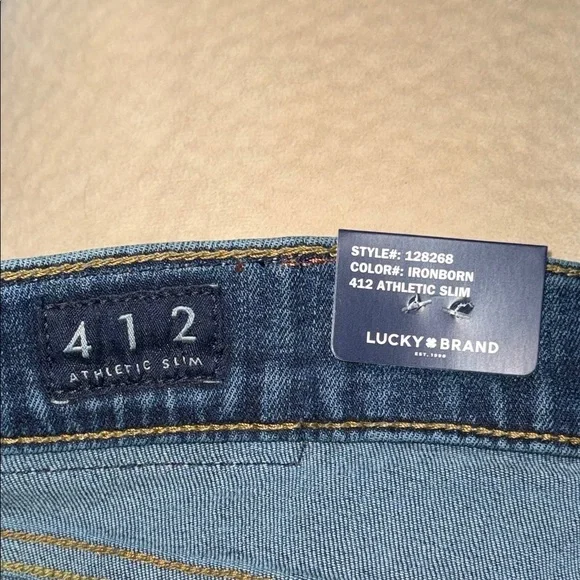 412
ATHLETIC SLIM
STYLE#: 128268
COLOR#: IRONBORN
412 ATHLETIC SLIM
LUCKY BRAND
EST. 1990